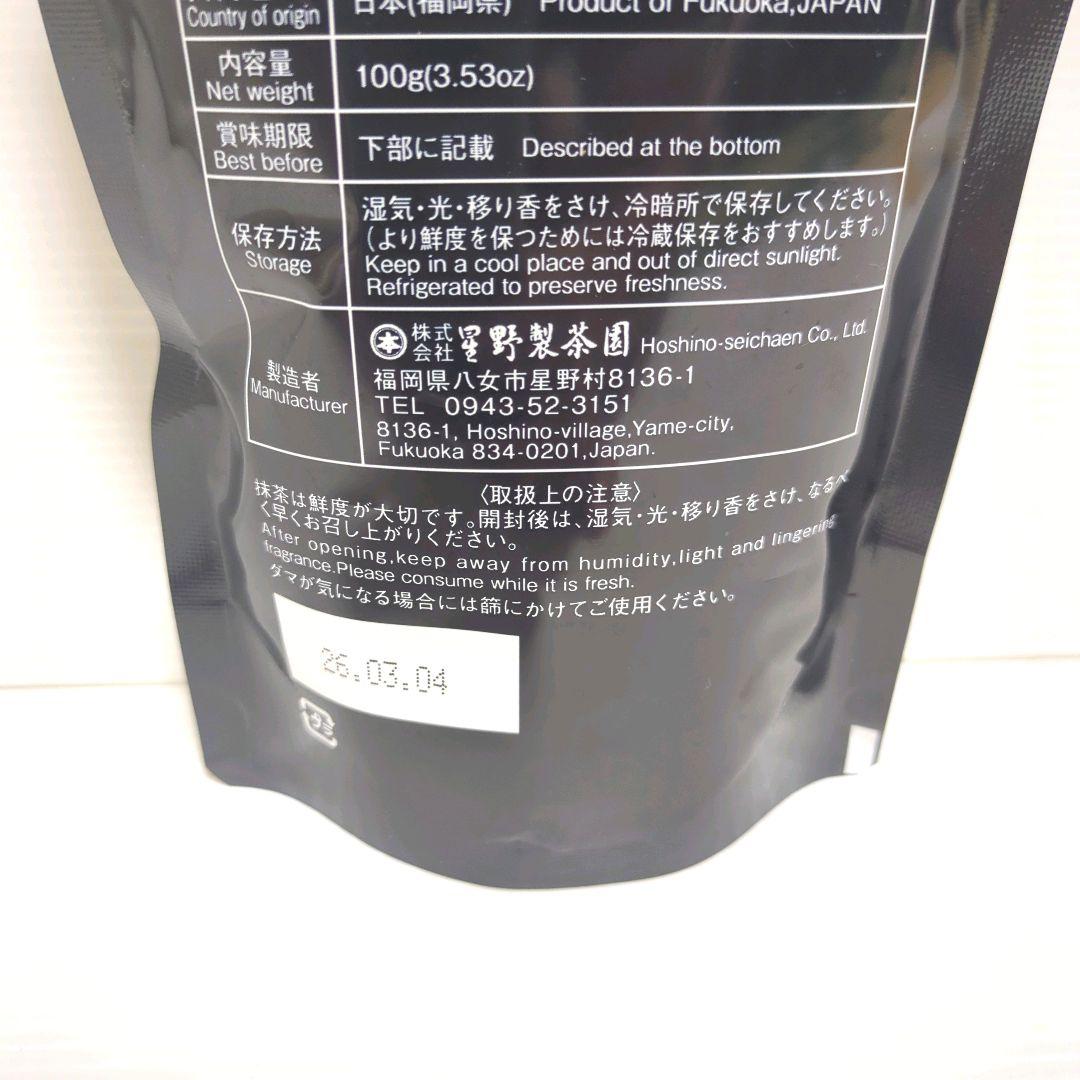 Country of origin
日本(福岡県) Product of Fukuoka,JAPAN
内容量
Net weight
100g(3.53oz)
賞味期限
Best before
下部に記載 Described at the bottom
保存方法
Storage
湿気・光・移り香をさけ、冷暗所で保存してください。
(より鮮度を保つためには冷蔵保存をおすすめします。)
Keep in a cool place and out of direct sunlight.
Refrigerated to preserve freshness.
製造者
Manufacturer
本 株式会社 星野製茶園 Hoshino-seichaen Co., Ltd.
福岡県八女市星野村8136-1
TEL 0943-52-3151
8136-1, Hoshino-village,Yame-city,
Fukuoka 834-0201,Japan.
〈取扱上の注意〉
抹茶は鮮度が大切です。開封後は、湿気・光・移り香をさけ、なるべ
く早くお召し上がりください。
After opening,keep away from humidity,light and lingering
fragrance.Please consume while it is fresh.
ダマが気になる場合には篩にかけてご使用ください。
26.03.04
プラ